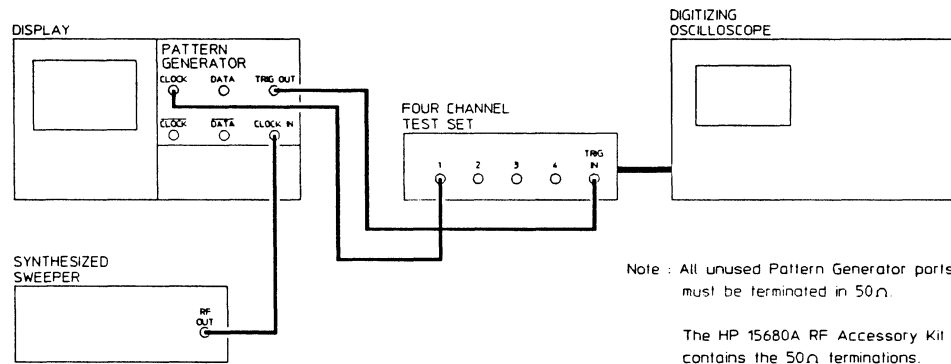 DISPLAY
PATTERN
GENERATOR
CLOCK DATA TRIG OUT
CLOCK DATA CLOCK IN
FOUR CHANNEL
TEST SET
1 2 3 4 TRIG
IN
DIGITIZING
OSCILLOSCOPE
SYNTHESIZED
SWEEPER
RF
OUT
Note : All unused Pattern Generator ports
must be terminated in 50Ω.
The HP 15680A RF Accessory Kit
contains the 50Ω terminations.